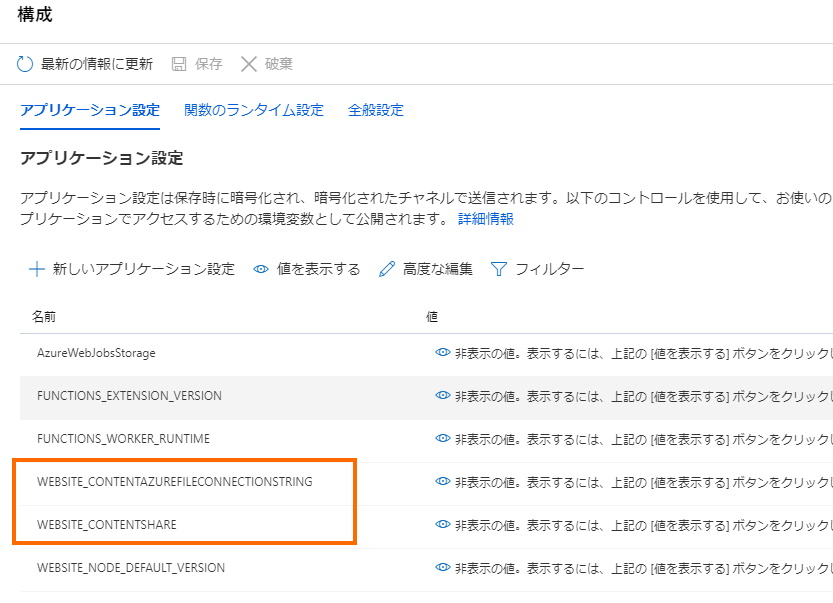 構成
最新の情報に更新 保存 破棄
アプリケーション設定 関数のランタイム設定 全般設定
アプリケーション設定
アプリケーション設定は保存時に暗号化され、暗号化されたチャネルで送信されます。以下のコントロールを使用して、お使いの
プリケーションでアクセスするための環境変数として公開されます。 詳細情報
新しいアプリケーション設定 値を表示する 高度な編集 フィルター
名前 値
AzureWebJobsStorage 非表示の値。表示するには、上記の [値を表示する] ボタンをクリックし
FUNCTIONS_EXTENSION_VERSION 非表示の値。表示するには、上記の [値を表示する] ボタンをクリックし
FUNCTIONS_WORKER_RUNTIME 非表示の値。表示するには、上記の [値を表示する] ボタンをクリックし
WEBSITE_CONTENTAZUREFILECONNECTIONSTRING 非表示の値。表示するには、上記の [値を表示する] ボタンをクリックし
WEBSITE_CONTENTSHARE 非表示の値。表示するには、上記の [値を表示する] ボタンをクリックし
WEBSITE_NODE_DEFAULT_VERSION 非表示の値。表示するには、上記の [値を表示する] ボタンをクリックし